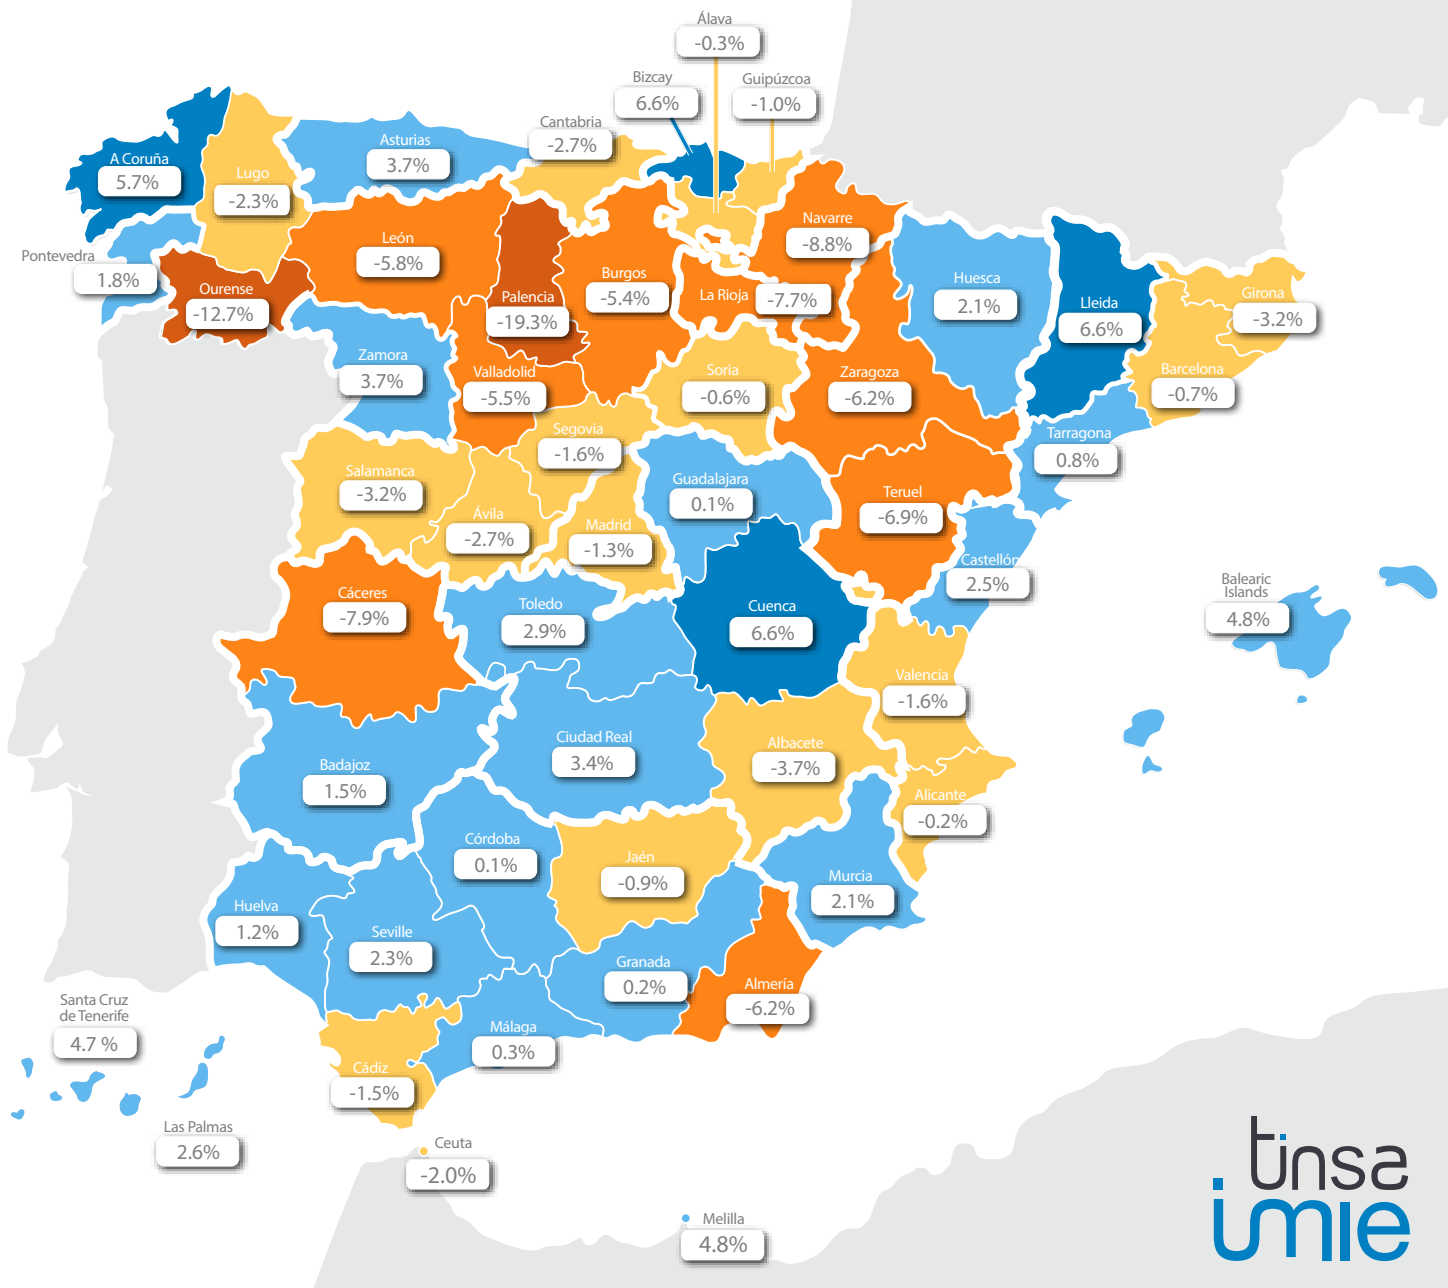 Álava
-0.3%
Bizcay
6.6%
Guipúzcoa
-1.0%
Cantabria
-2.7%
Asturias
3.7%
A Coruña
5.7%
Lugo
-2.3%
Pontevedra
1.8%
Ourense
-12.7%
León
-5.8%
Palencia
-19.3%
Burgos
-5.4%
Navarre
-8.8%
La Rioja
-7.7%
Huesca
2.1%
Lleida
6.6%
Girona
-3.2%
Barcelona
-0.7%
Zamora
3.7%
Valladolid
-5.5%
Soria
-0.6%
Zaragoza
-6.2%
Tarragona
0.8%
Segovia
-1.6%
Salamanca
-3.2%
Ávila
-2.7%
Madrid
-1.3%
Guadalajara
0.1%
Teruel
-6.9%
Castellón
2.5%
Balearic
Islands
4.8%
Cáceres
-7.9%
Toledo
2.9%
Cuenca
6.6%
Valencia
-1.6%
Badajoz
1.5%
Ciudad Real
3.4%
Albacete
-3.7%
Alicante
-0.2%
Córdoba
0.1%
Jaén
-0.9%
Murcia
2.1%
Huelva
1.2%
Seville
2.3%
Granada
0.2%
Almería
-6.2%
Málaga
0.3%
Cádiz
-1.5%
Santa Cruz
de Tenerife
4.7 %
Las Palmas
2.6%
Ceuta
-2.0%
Melilla
4.8%
tinsa
imie